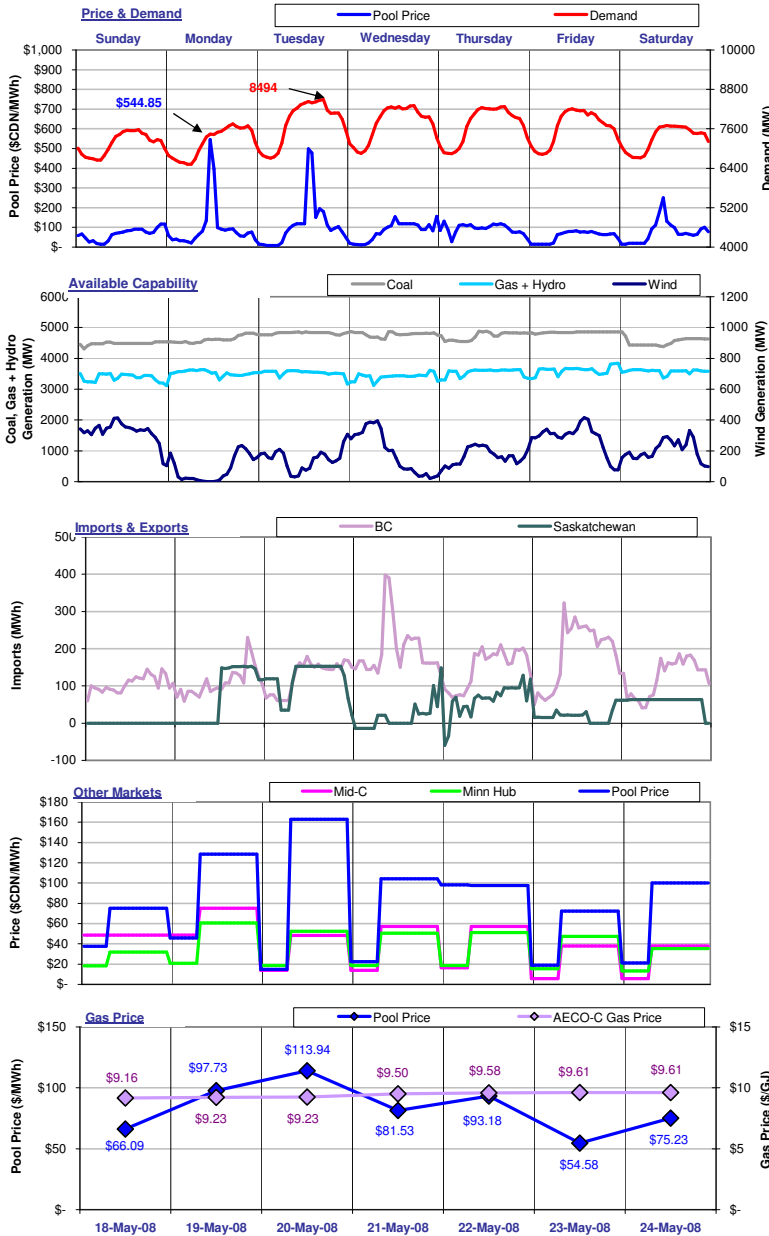 Price & Demand
Pool Price Demand
Sunday Monday Tuesday Wednesday Thursday Friday Saturday
$1,000
$900
$800
$700
$600
$500
$400
$300
$200
$100
$-
Pool Price ($CDN/MWh)
10000
8800
7600
6400
5200
4000
Demand (MW)
$544.85
8494
Available Capability
Coal Gas + Hydro Wind
6000
5000
4000
3000
2000
1000
0
Coal, Gas + Hydro
Generation (MW)
1200
1000
800
600
400
200
0
Wind Generation (MW)
Imports & Exports
BC Saskatchewan
500
400
300
200
100
0
-100
Imports (MWh)
Other Markets
Mid-C Minn Hub Pool Price
$180
$160
$140
$120
$100
$80
$60
$40
$20
$-
Price ($CDN/MWh)
Gas Price
Pool Price AECO-C Gas Price
$150
$100
$50
$-
Pool Price ($/MWh)
$15
$10
$5
$-
Gas Price ($/GJ)
$113.94
$9.16 $97.73 $9.50 $9.58 $9.61 $9.61
$66.09 $9.23 $9.23 $81.53 $93.18 $54.58 $75.23
18-May-08 19-May-08 20-May-08 21-May-08 22-May-08 23-May-08 24-May-08